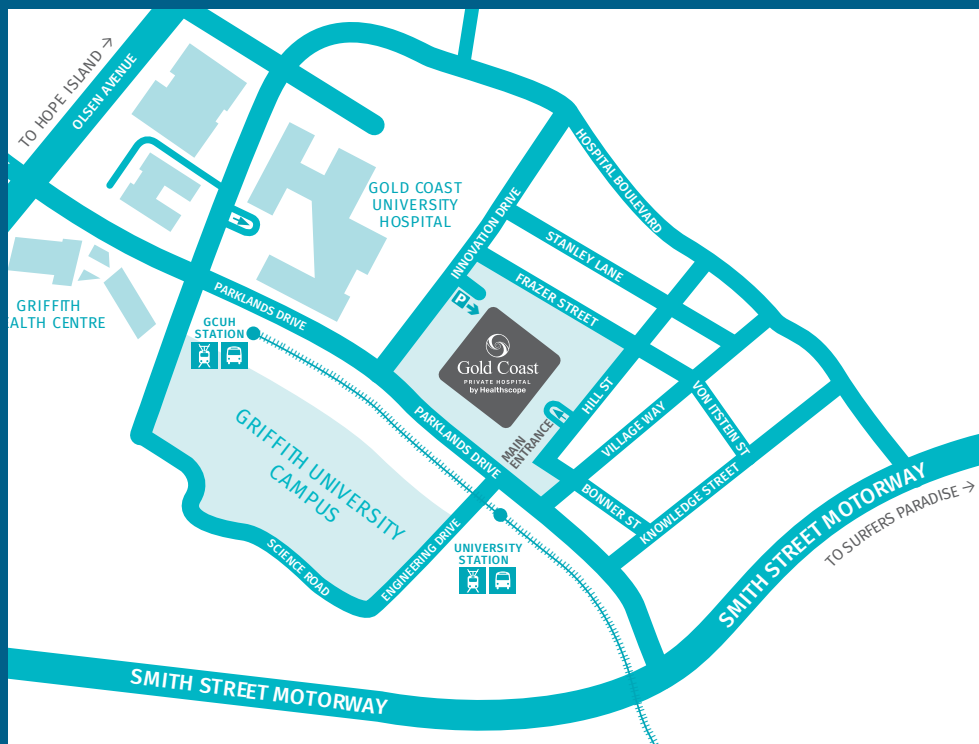 TO HOPE ISLAND →
OLSEN AVENUE
GOLD COAST
UNIVERSITY
HOSPITAL
HOSPITAL BOULEVARD
INNOVATION DRIVE
STANLEY LANE
FRAZER STREET
P
GRIFFITH
EALTH CENTRE
PARKLANDS DRIVE
GCUH
STATION
Gold Coast
PRIVATE HOSPITAL
by Healthscope
HILL ST
VON ITSTEIN ST
VILLAGE WAY
MAIN
ENTRANCE
PARKLANDS DRIVE
GRIFFITH UNIVERSITY
CAMPUS
BONNER ST
KNOWLEDGE STREET
UNIVERSITY
STATION
ENGINEERING DRIVE
SCIENCE ROAD
SMITH STREET MOTORWAY
TO SURFERS PARADISE →
SMITH STREET MOTORWAY